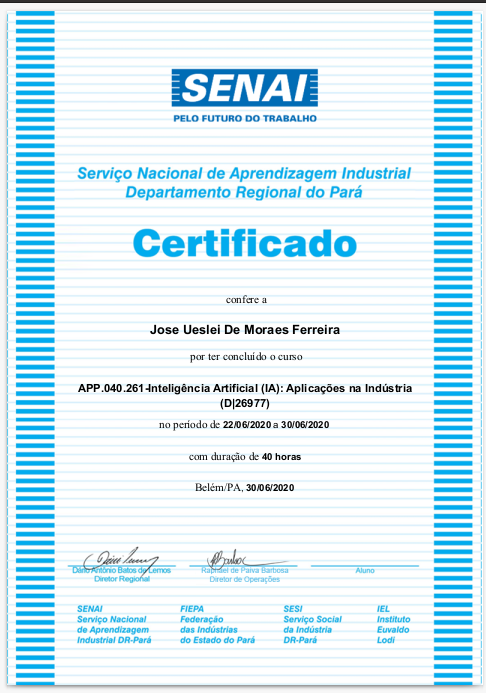 SENAI
PELO FUTURO DO TRABALHO
Serviço Nacional de Aprendizagem Industrial
Departamento Regional do Pará
Certificado
confere a
Jose Ueslei De Moraes Ferreira
por ter concluído o curso
APP.040.261-Inteligência Artificial (IA): Aplicações na Indústria
(D|26977)
no período de 22/06/2020 a 30/06/2020
com duração de 40 horas
Belém/PA, 30/06/2020
Dário Antônio Batos de Lemos
Diretor Regional
Raphael de Paiva Barbosa
Diretor de Operações
Aluno
SENAI
Serviço Nacional
de Aprendizagem
Industrial DR-Pará
FIEPA
Federação
das Indústrias
do Estado do Pará
SESI
Serviço Social
da Indústria
DR-Pará
IEL
Instituto
Euvaldo
Lodi